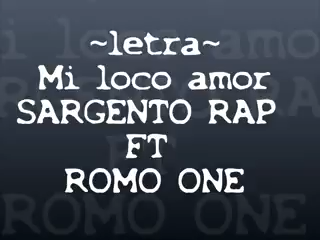 ~letra~
Mi loco amor
SARGENTO RAP
FT
ROMO ONE